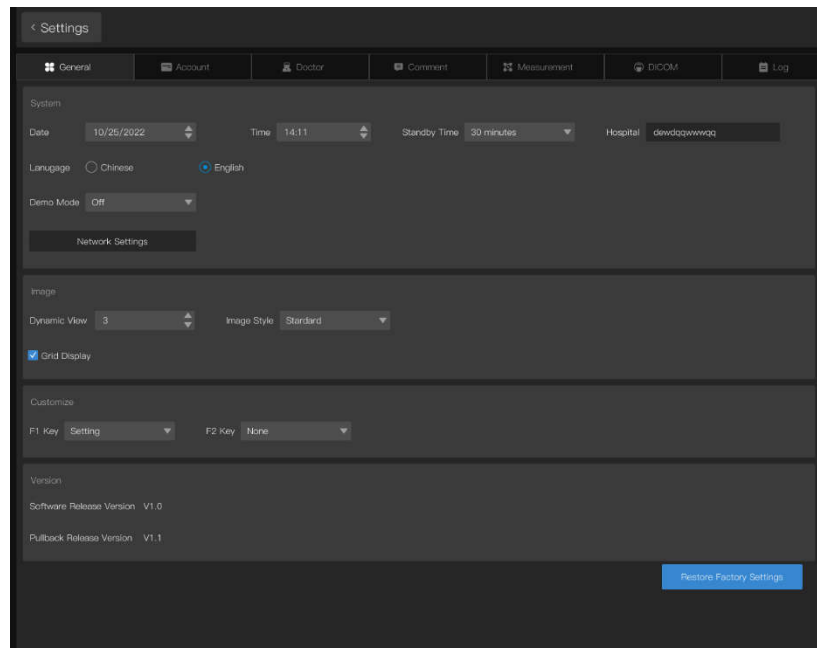 < Settings
General Account Doctor Comment Measurement DICOM Log
System
Date 10/25/2022 Time 14:11 Standby Time 30 minutes Hospital dewdqqwwwqq
Lanugage Chinese English
Demo Mode Off
Network Settings
Image
Dynamic View 3 Image Style Standard
Grid Display
Customize
F1 Key Setting F2 Key None
Version
Software Release Version V1.0
Pullback Release Version V1.1
Restore Factory Settings